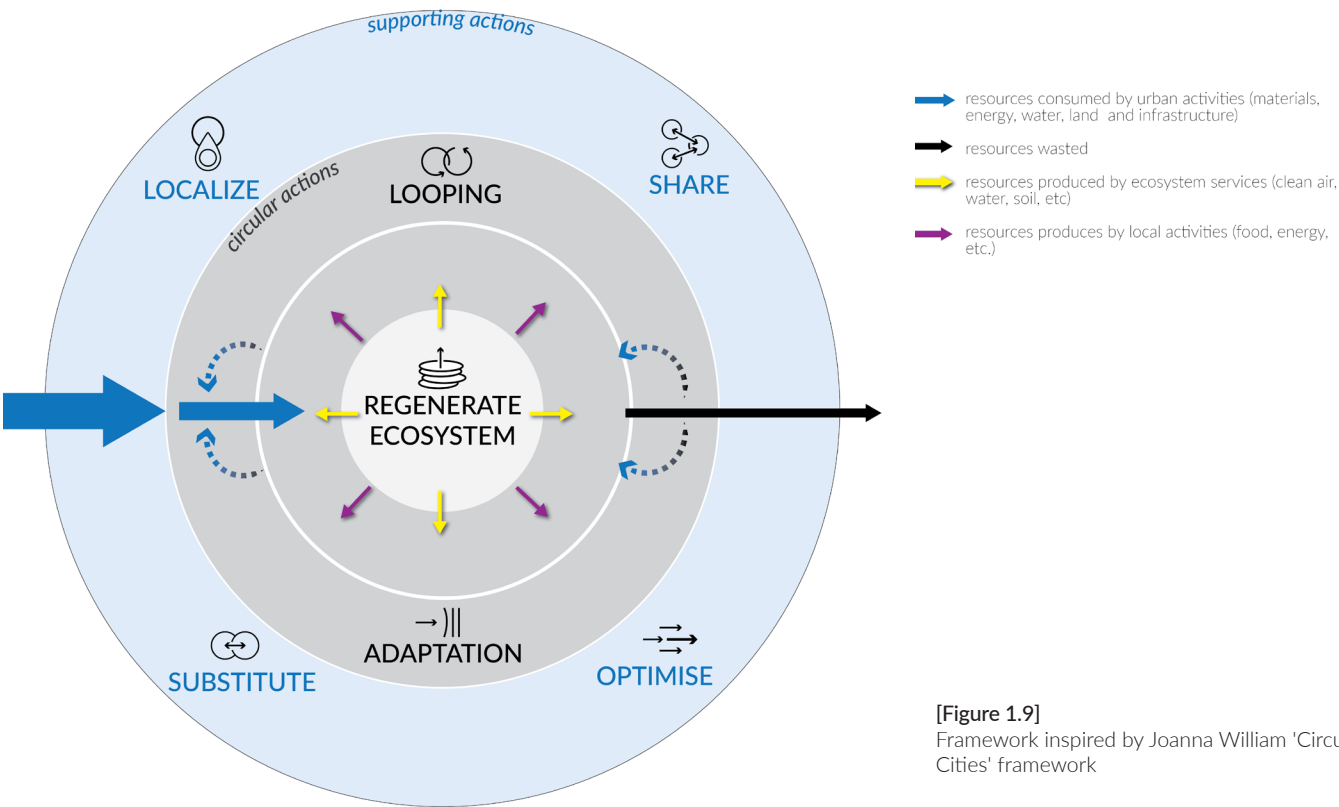 supporting actions
LOCALIZE
SHARE
circular actions
LOOPING
REGENERATE
ECOSYSTEM
ADAPTATION
SUBSTITUTE
OPTIMISE
resources consumed by urban activities (materials,
energy, water, land and infrastructure)
resources wasted
resources produced by ecosystem services (clean air,
water, soil, etc)
resources produces by local activities (food, energy,
etc.)
[Figure 1.9]
Framework inspired by Joanna William 'Circu
Cities' framework